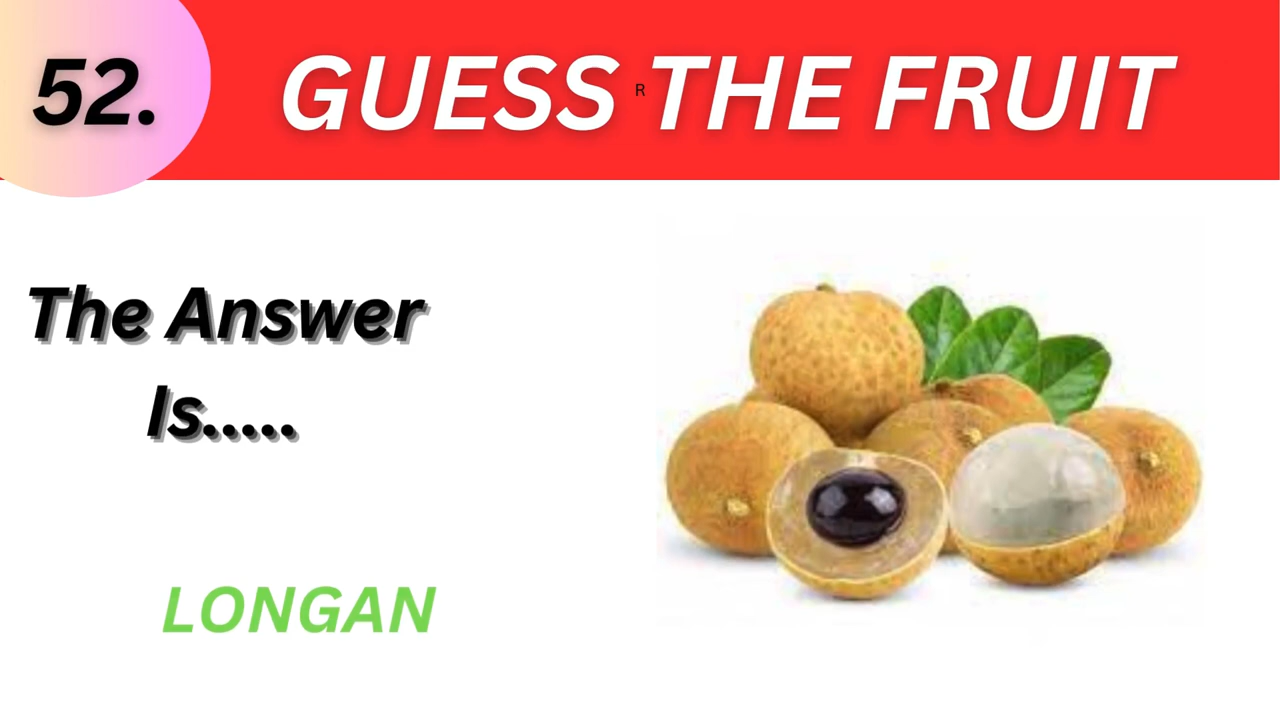 52.
GUESS THE FRUIT
R
The Answer
Is.....
LONGAN